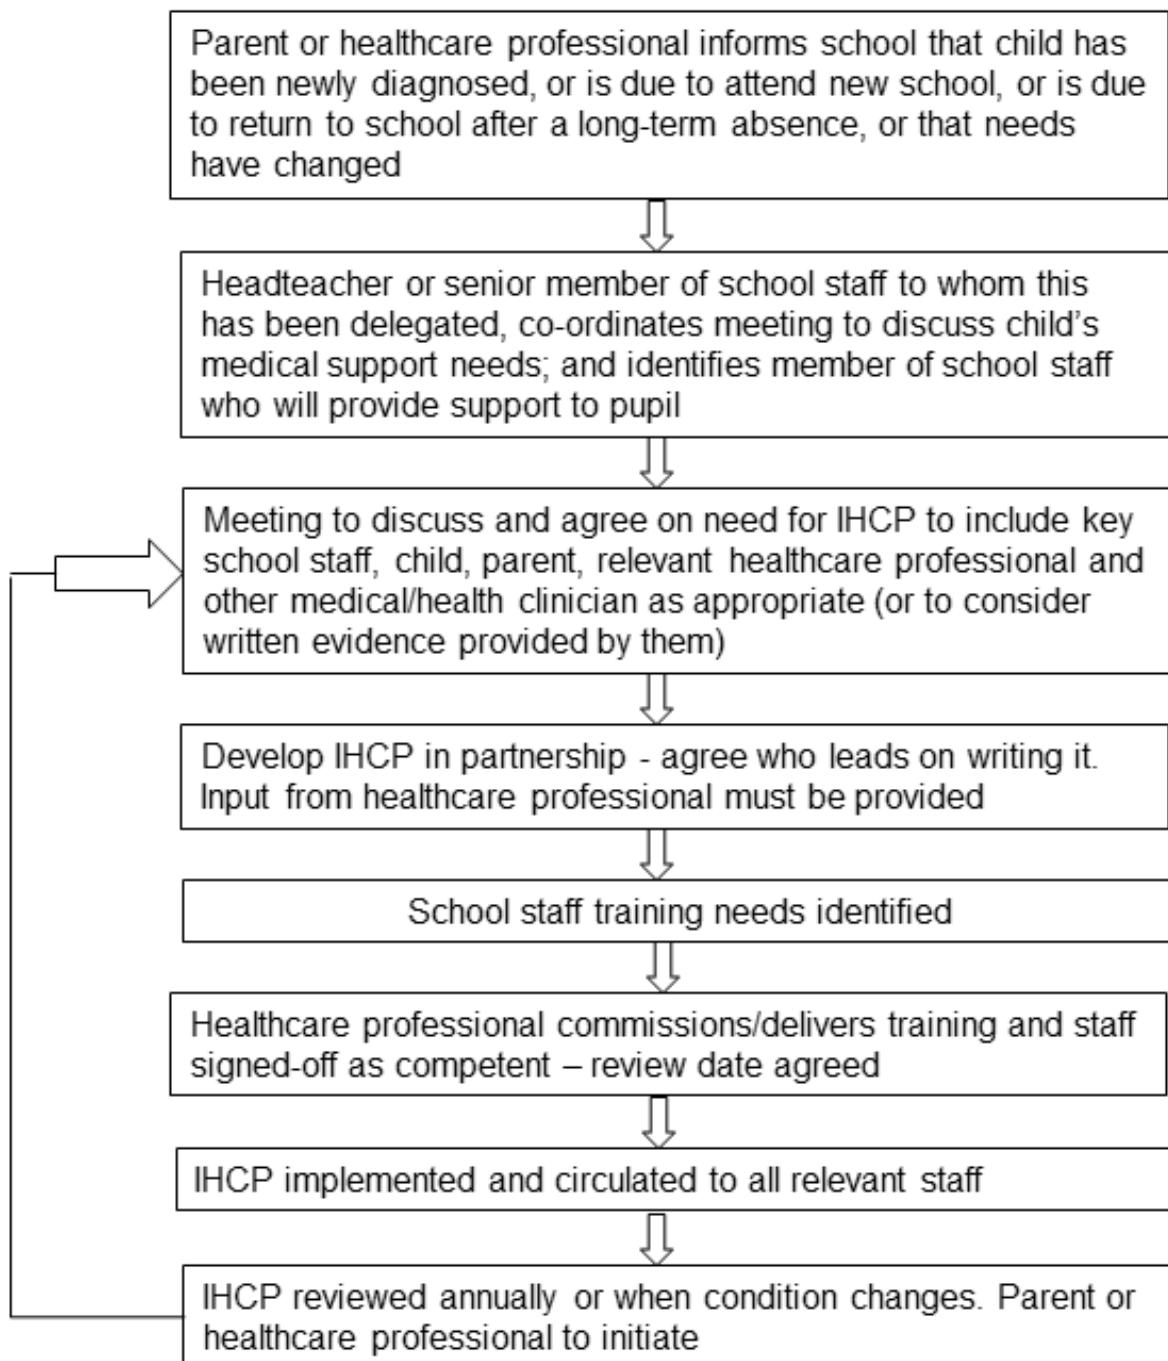 Parent or healthcare professional informs school that child has
been newly diagnosed, or is due to attend new school, or is due
to return to school after a long-term absence, or that needs
have changed
Headteacher or senior member of school staff to whom this
has been delegated, co-ordinates meeting to discuss child's
medical support needs; and identifies member of school staff
who will provide support to pupil
Meeting to discuss and agree on need for IHCP to include key
school staff, child, parent, relevant healthcare professional and
other medical/health clinician as appropriate (or to consider
written evidence provided by them)
Develop IHCP in partnership - agree who leads on writing it.
Input from healthcare professional must be provided
School staff training needs identified
Healthcare professional commissions/delivers training and staff
signed-off as competent – review date agreed
IHCP implemented and circulated to all relevant staff
IHCP reviewed annually or when condition changes. Parent or
healthcare professional to initiate